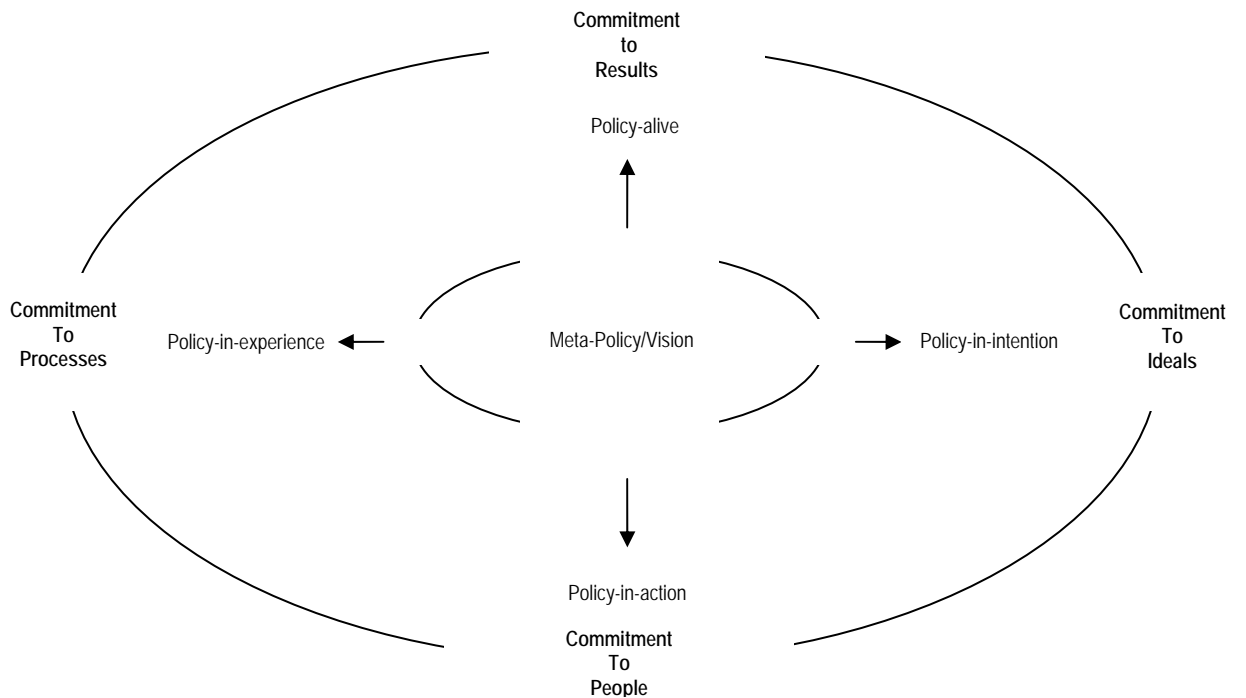 Commitment
to
Results
Policy-alive
Commitment
To
Processes
Policy-in-experience
Meta-Policy/Vision
Policy-in-intention
Commitment
To
Ideals
Policy-in-action
Commitment
To
People